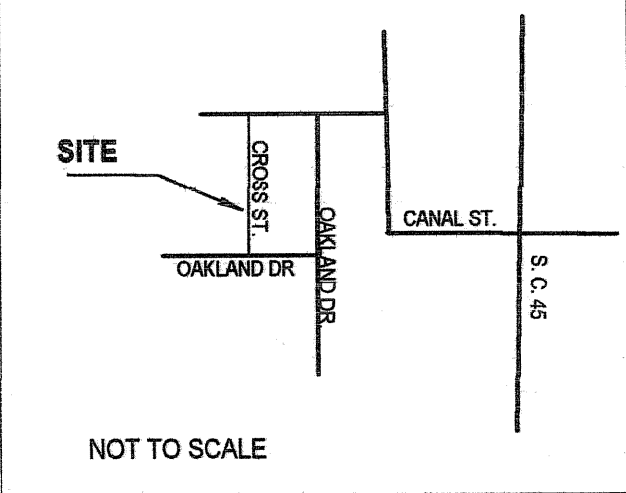 SITE
CROSS ST.
OAKLAND DR.
CANAL ST.
OAKLAND DR
S. C. 45
NOT TO SCALE